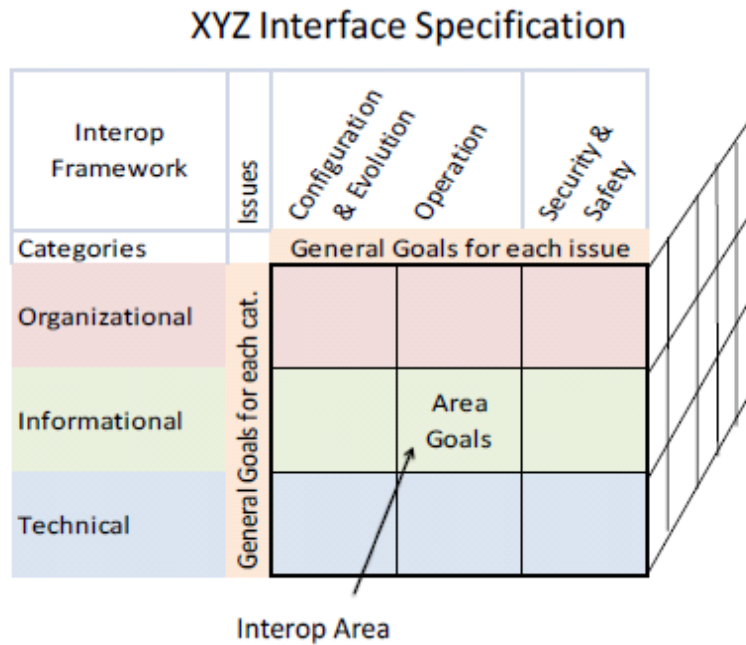 XYZ Interface Specification
Interop
Framework
Issues
Configuration
& Evolution
Operation
Security &
Safety
Categories
General Goals for each issue
General Goals for each cat.
Organizational
Informational
Area
Goals
Technical
Interop Area